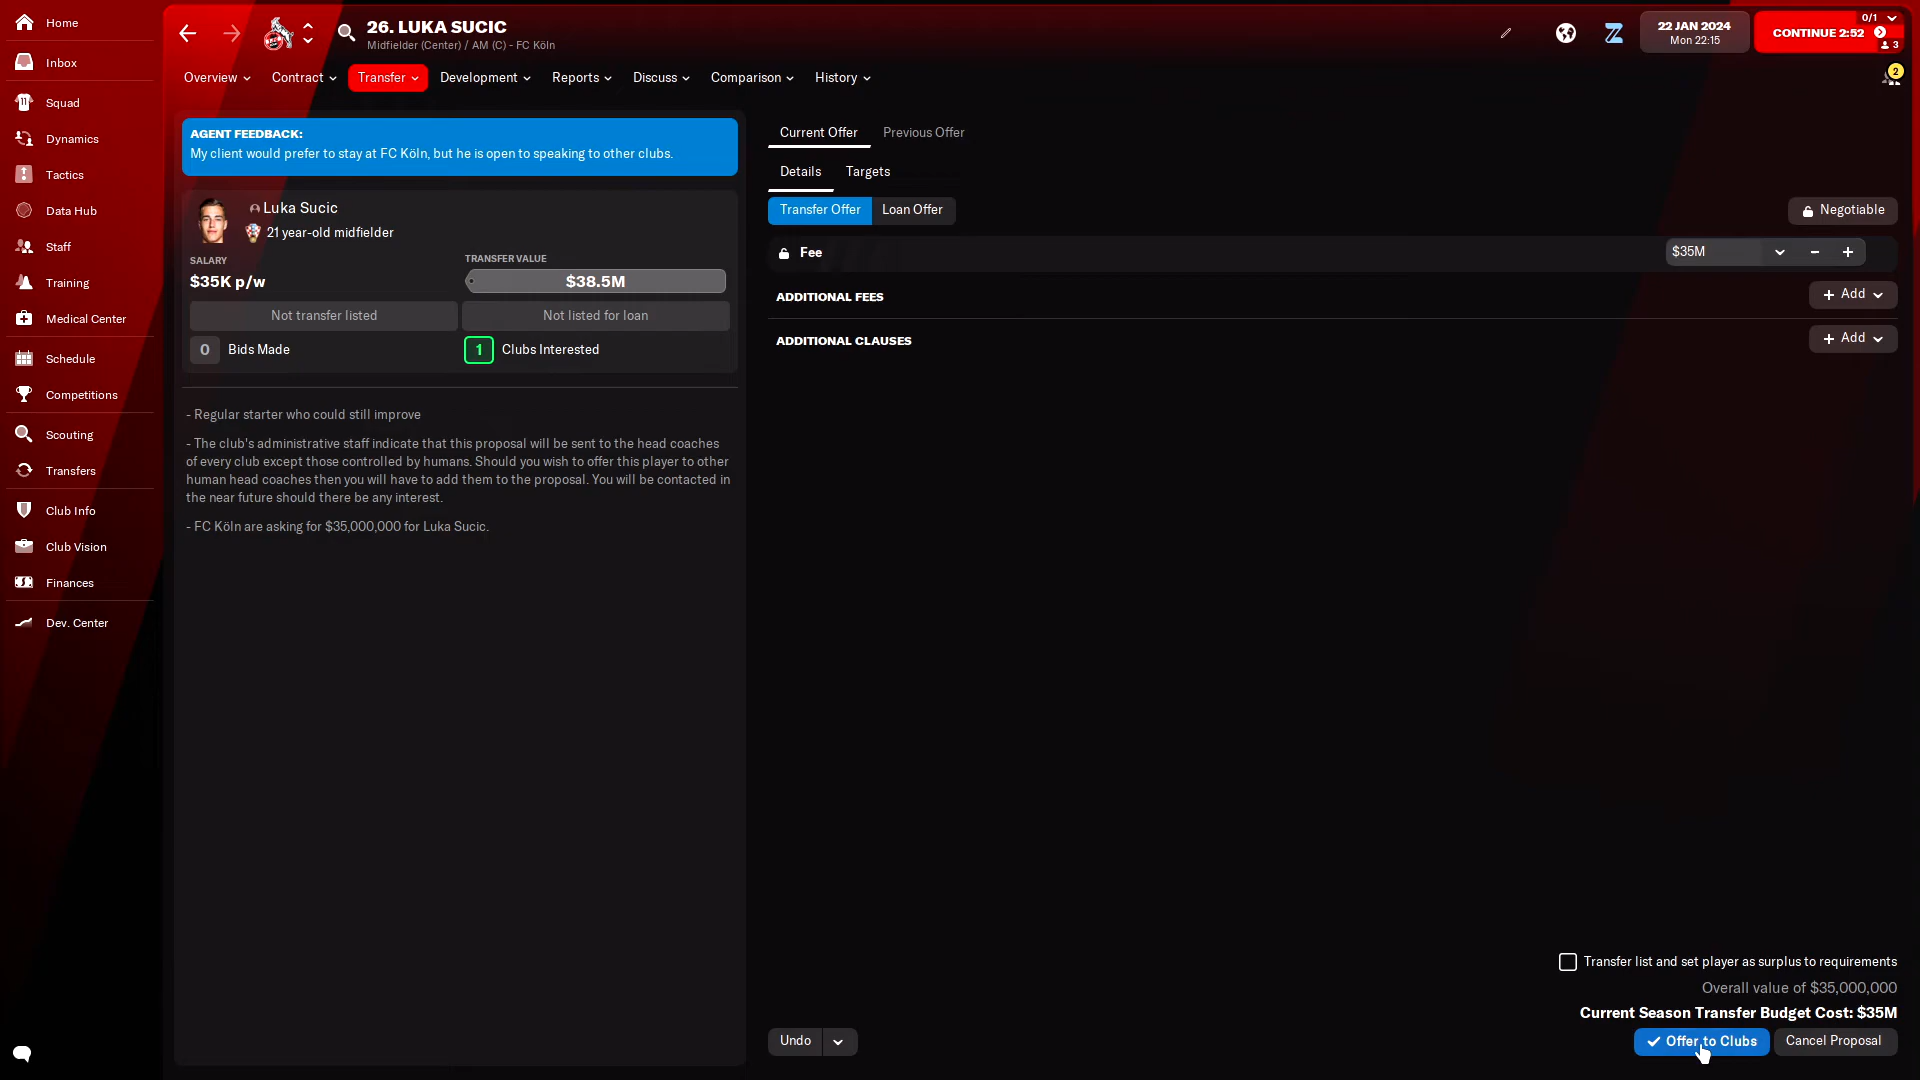 Home
Inbox
Squad
Dynamics
Tactics
Data Hub
Staff
Training
Medical Center
Schedule
Competitions
Scouting
Transfers
Club Info
Club Vision
Finances
Dev. Center
26. LUKA SUCIC
Midfielder (Center) / AM (C) - FC Köln
22 JAN 2024
Mon 22:15
CONTINUE 2:52
0/1
3
2
Overview
Contract
Transfer
Development
Reports
Discuss
Comparison
History
AGENT FEEDBACK:
My client would prefer to stay at FC Köln, but he is open to speaking to other clubs.
Luka Sucic
21 year-old midfielder
SALARY
$35K p/w
TRANSFER VALUE
$38.5M
Not transfer listed
Not listed for loan
0 Bids Made
1 Clubs Interested
- Regular starter who could still improve
- The club's administrative staff indicate that this proposal will be sent to the head coaches
of every club except those controlled by humans. Should you wish to offer this player to other
human head coaches then you will have to add them to the proposal. You will be contacted in
the near future should there be any interest.
- FC Köln are asking for $35,000,000 for Luka Sucic.
Current Offer
Previous Offer
Details
Targets
Transfer Offer
Loan Offer
Negotiable
Fee
$35M
ADDITIONAL FEES
Add
ADDITIONAL CLAUSES
Add
Transfer list and set player as surplus to requirements
Overall value of $35,000,000
Current Season Transfer Budget Cost: $35M
Undo
Offer to Clubs
Cancel Proposal